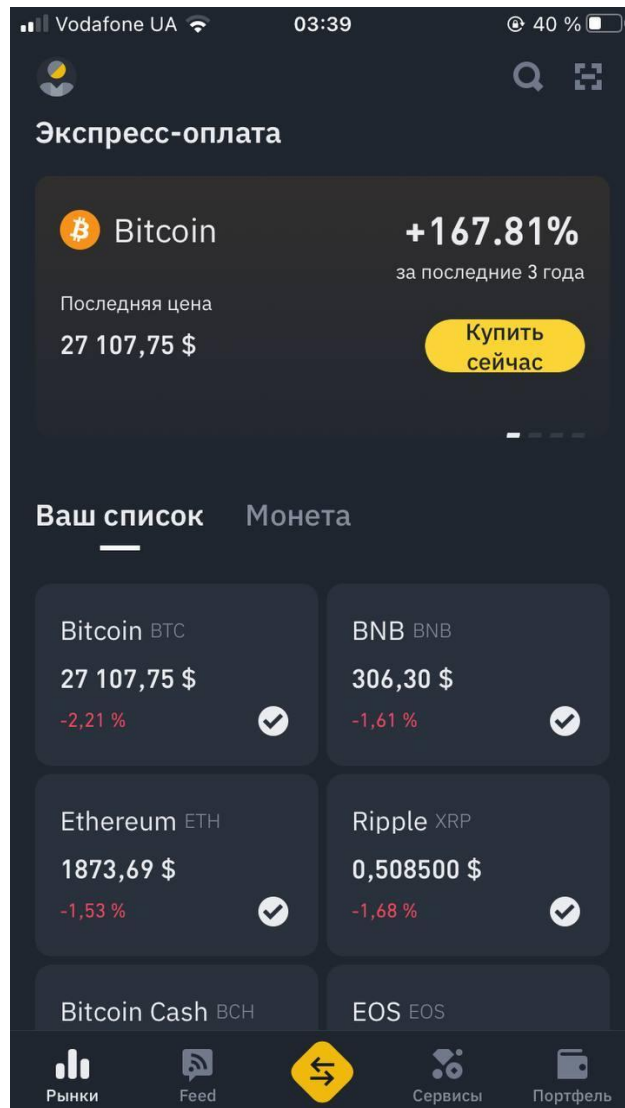 Vodafone UA 03:39 40 %
Экспресс-оплата
Bitcoin
+167.81%
за последние 3 года
Последняя цена
27 107,75 $
Купить
сейчас
Ваш список Монета
Bitcoin BTC
27 107,75 $
-2,21 %
BNB BNB
306,30 $
-1,61 %
Ethereum ETH
1873,69 $
-1,53 %
Ripple XRP
0,508500 $
-1,68 %
Bitcoin Cash BCH
EOS EOS
Рынки Feed Сервисы Портфель